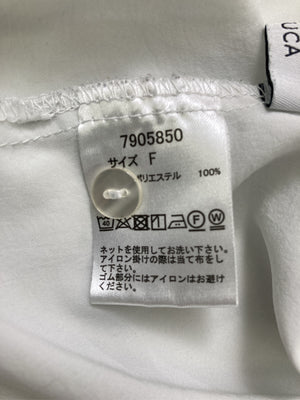 UCA
7905850
サイズ F
ポリエステル 100%
40 F W
ネットを使用してお洗い下さい。
アイロン掛けの際は当て布をし
て下さい。
ゴム部分にはアイロンはお避け
ください。